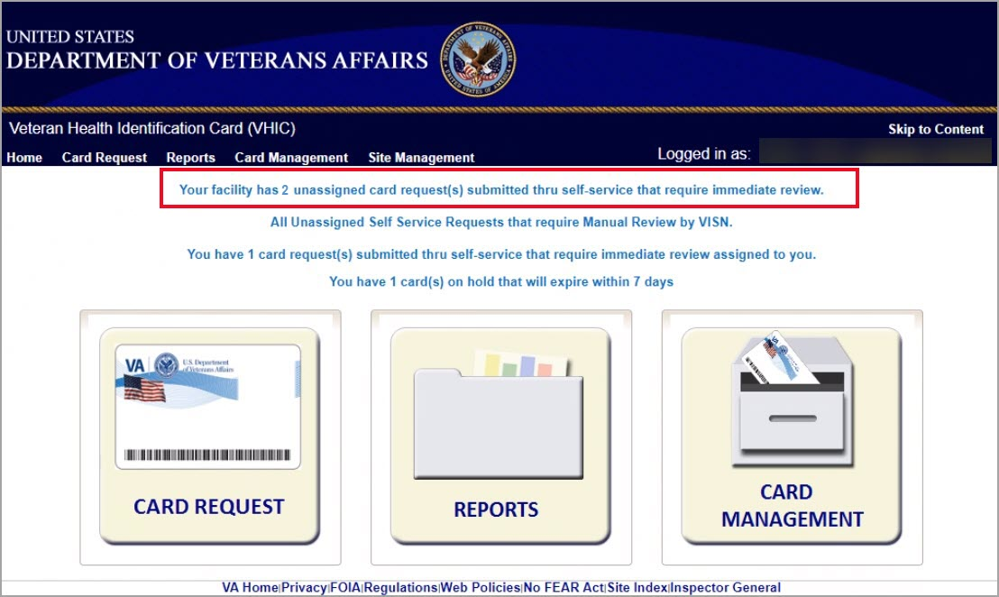 UNITED STATES
DEPARTMENT OF VETERANS AFFAIRS
Veteran Health Identification Card (VHIC)
Skip to Content
Home Card Request Reports Card Management Site Management
Logged in as:
Your facility has 2 unassigned card request(s) submitted thru self-service that require immediate review.
All Unassigned Self Service Requests that require Manual Review by VISN.
You have 1 card request(s) submitted thru self-service that require immediate review assigned to you.
You have 1 card(s) on hold that will expire within 7 days
VA
U.S. Department
of Veterans Affairs
CARD REQUEST
REPORTS
VA
CARD
MANAGEMENT
VA Home|Privacy|FOIA|Regulations|Web Policies|No FEAR Act|Site Index|Inspector General